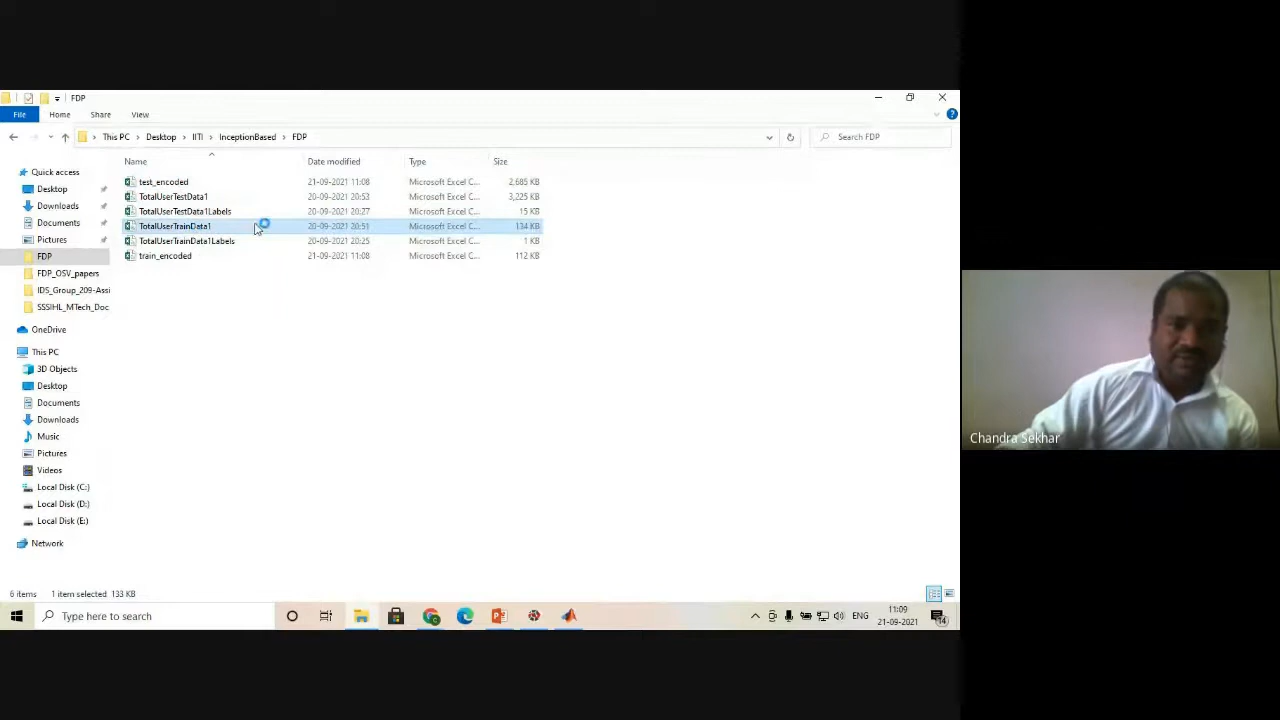 FDP
File Home Share View
This PC Desktop IITI InceptionBased FDP Search FDP
Name Date modified Type Size
Quick access
Desktop
Downloads
Documents
Pictures
FDP
FDP_OSV_papers
IDS_Group_209-Assi
SSSIHL_MTech_Doc
OneDrive
This PC
3D Objects
Desktop
Documents
Downloads
Music
Pictures
Videos
Local Disk (C:)
Local Disk (D:)
Local Disk (E:)
Network
test_encoded 21-09-2021 11:08 Microsoft Excel C... 2,685 KB
TotalUserTestData1 20-09-2021 20:53 Microsoft Excel C... 3,225 KB
TotalUserTestData1Labels 20-09-2021 20:27 Microsoft Excel C... 15 KB
TotalUserTrainData1 20-09-2021 20:51 Microsoft Excel C... 134 KB
TotalUserTrainData1Labels 20-09-2021 20:25 Microsoft Excel C... 1 KB
train_encoded 21-09-2021 11:08 Microsoft Excel C... 112 KB
6 items 1 item selected 133 KB
Type here to search
ENG
11:09
21-09-2021
14
Chandra Sekhar